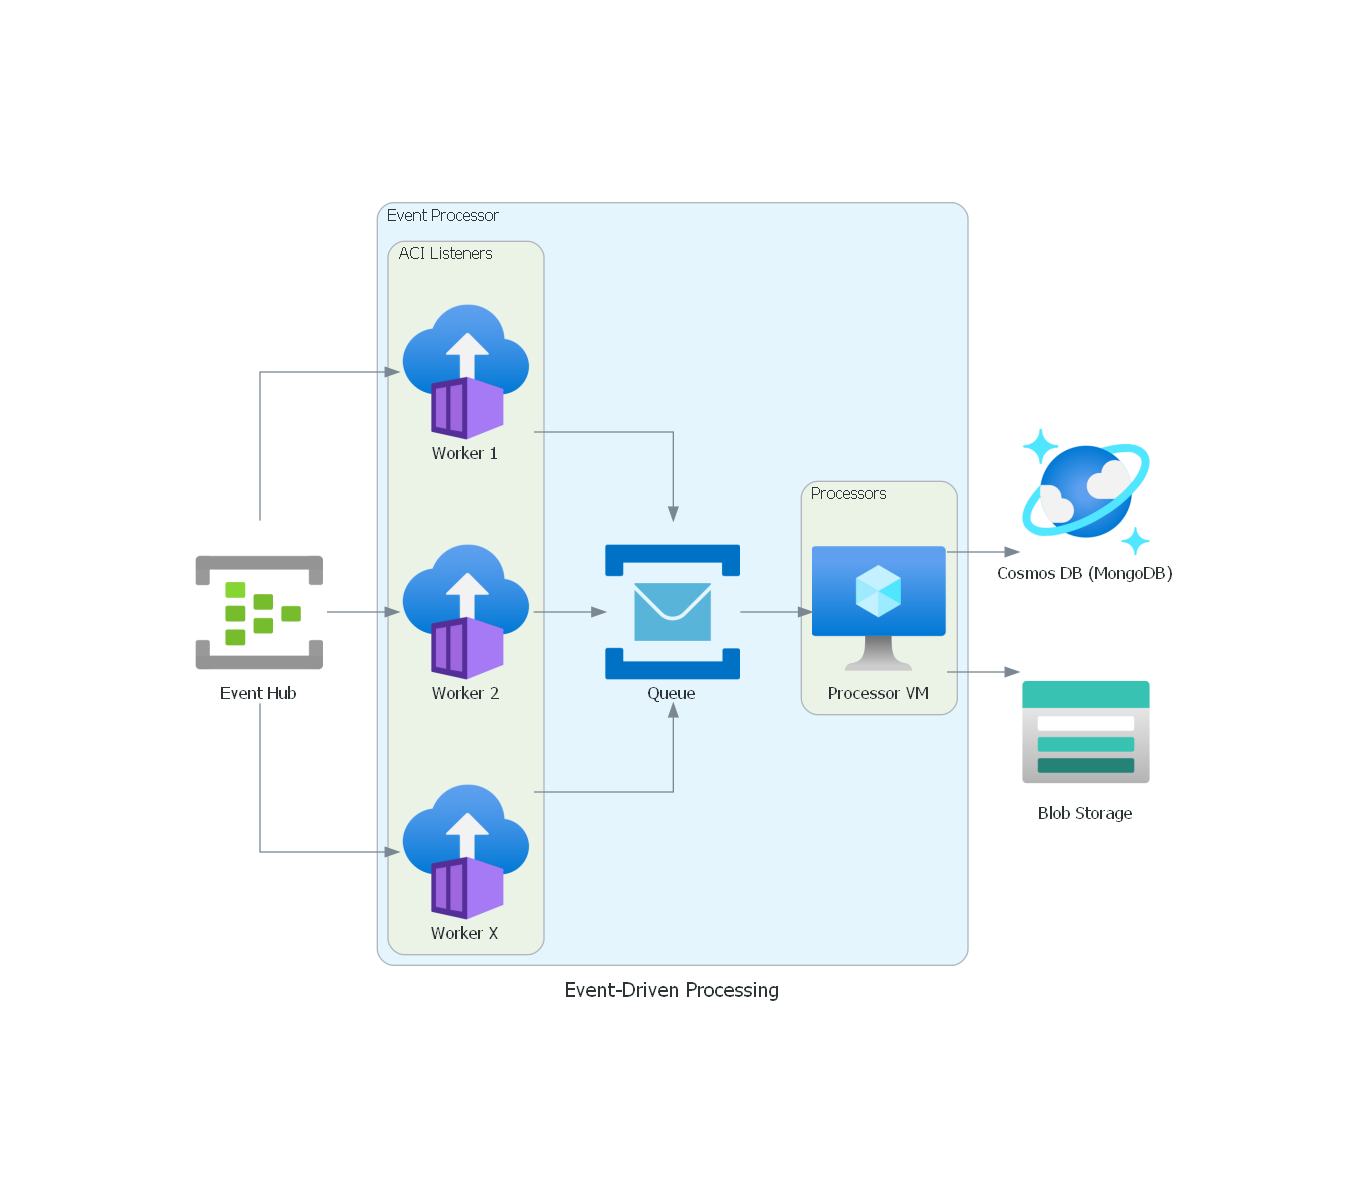 Event Processor
ACI Listeners
Worker 1
Processors
Cosmos DB (MongoDB)
Event Hub
Worker 2
Queue
Processor VM
Blob Storage
Worker X
Event-Driven Processing